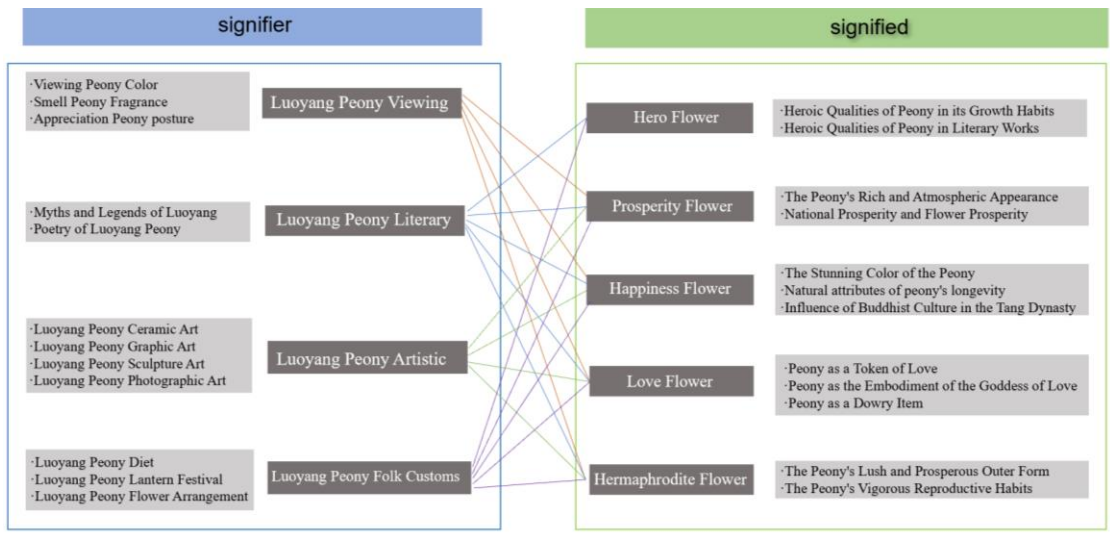 signifier
signified
·Viewing Peony Color
·Smell Peony Fragrance
·Appreciation Peony posture
Luoyang Peony Viewing
·Myths and Legends of Luoyang
·Poetry of Luoyang Peony
Luoyang Peony Literary
·Luoyang Peony Ceramic Art
·Luoyang Peony Graphic Art
·Luoyang Peony Sculpture Art
·Luoyang Peony Photographic Art
Luoyang Peony Artistic
·Luoyang Peony Diet
·Luoyang Peony Lantern Festival
·Luoyang Peony Flower Arrangement
Luoyang Peony Folk Customs
Hero Flower
·Heroic Qualities of Peony in its Growth Habits
·Heroic Qualities of Peony in Literary Works
Prosperity Flower
·The Peony's Rich and Atmospheric Appearance
·National Prosperity and Flower Prosperity
Happiness Flower
·The Stunning Color of the Peony
·Natural attributes of peony's longevity
·Influence of Buddhist Culture in the Tang Dynasty
Love Flower
·Peony as a Token of Love
·Peony as the Embodiment of the Goddess of Love
·Peony as a Dowry Item
Hermaphrodite Flower
·The Peony's Lush and Prosperous Outer Form
·The Peony's Vigorous Reproductive Habits